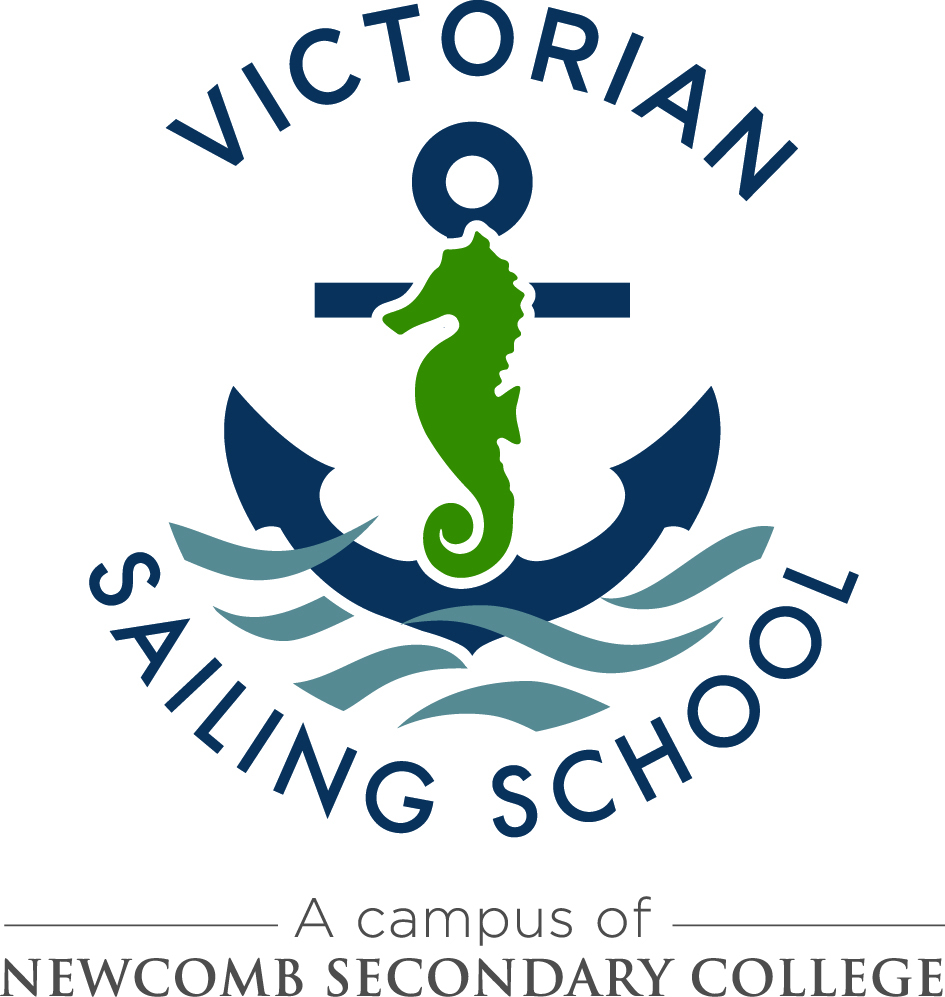 VICTORIAN
SAILING SCHOOL
A campus of
NEWCOMB SECONDARY COLLEGE